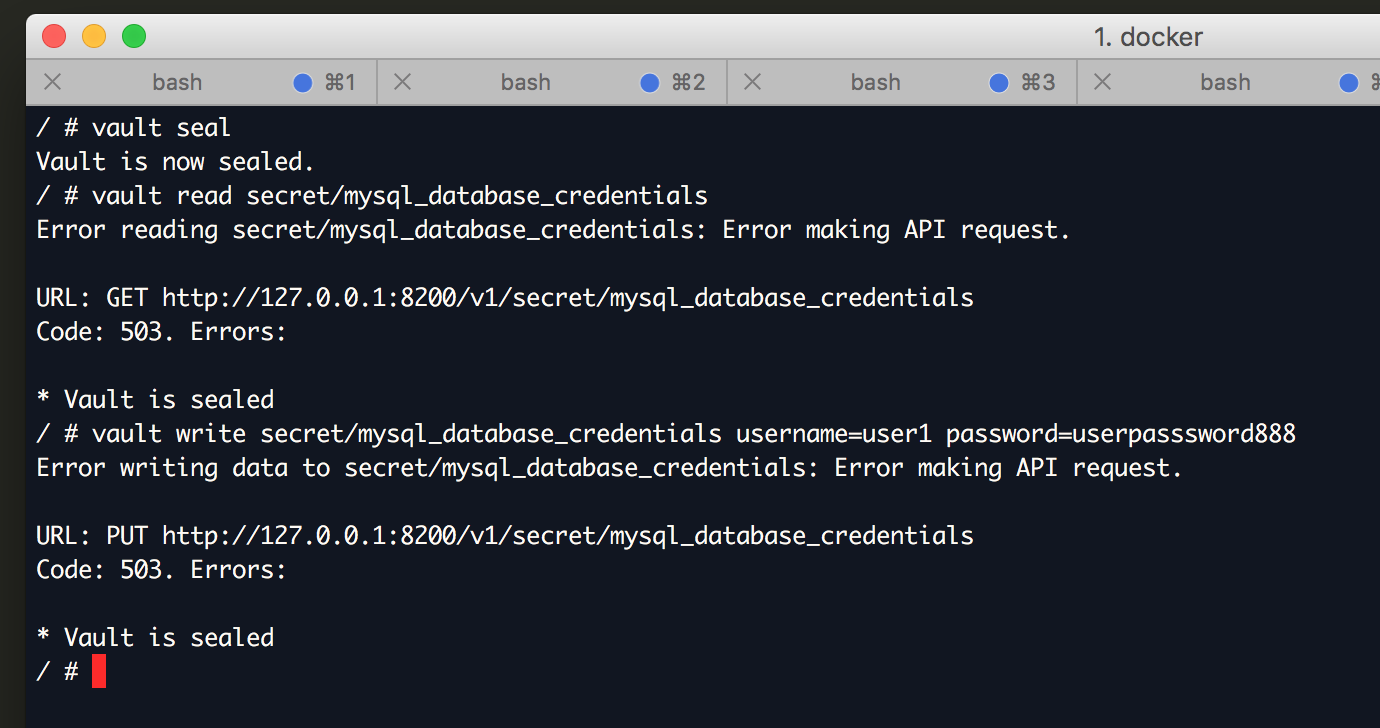 1. docker
bash ⌘1 bash ⌘2 bash ⌘3 bash ⌘
/ # vault seal
Vault is now sealed.
/ # vault read secret/mysql_database_credentials
Error reading secret/mysql_database_credentials: Error making API request.
URL: GET http://127.0.0.1:8200/v1/secret/mysql_database_credentials
Code: 503. Errors:
* Vault is sealed
/ # vault write secret/mysql_database_credentials username=user1 password=userpasssword888
Error writing data to secret/mysql_database_credentials: Error making API request.
URL: PUT http://127.0.0.1:8200/v1/secret/mysql_database_credentials
Code: 503. Errors:
* Vault is sealed
/ #